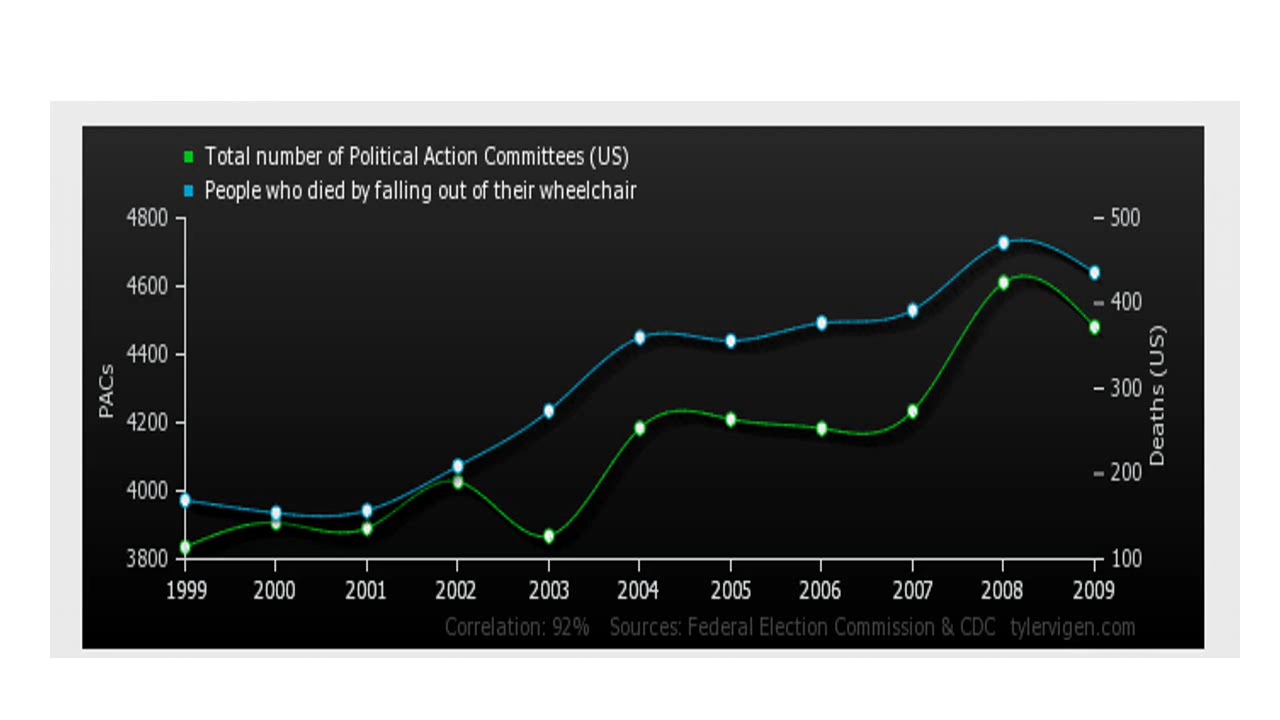 Total number of Political Action Committees (US)
People who died by falling out of their wheelchair
4800
500
4600
400
4400
300
4200
200
4000
3800
100
PACs
Deaths (US)
1999 2000 2001 2002 2003 2004 2005 2006 2007 2008 2009
Correlation: 92% Sources: Federal Election Commission & CDC tylervigen.com